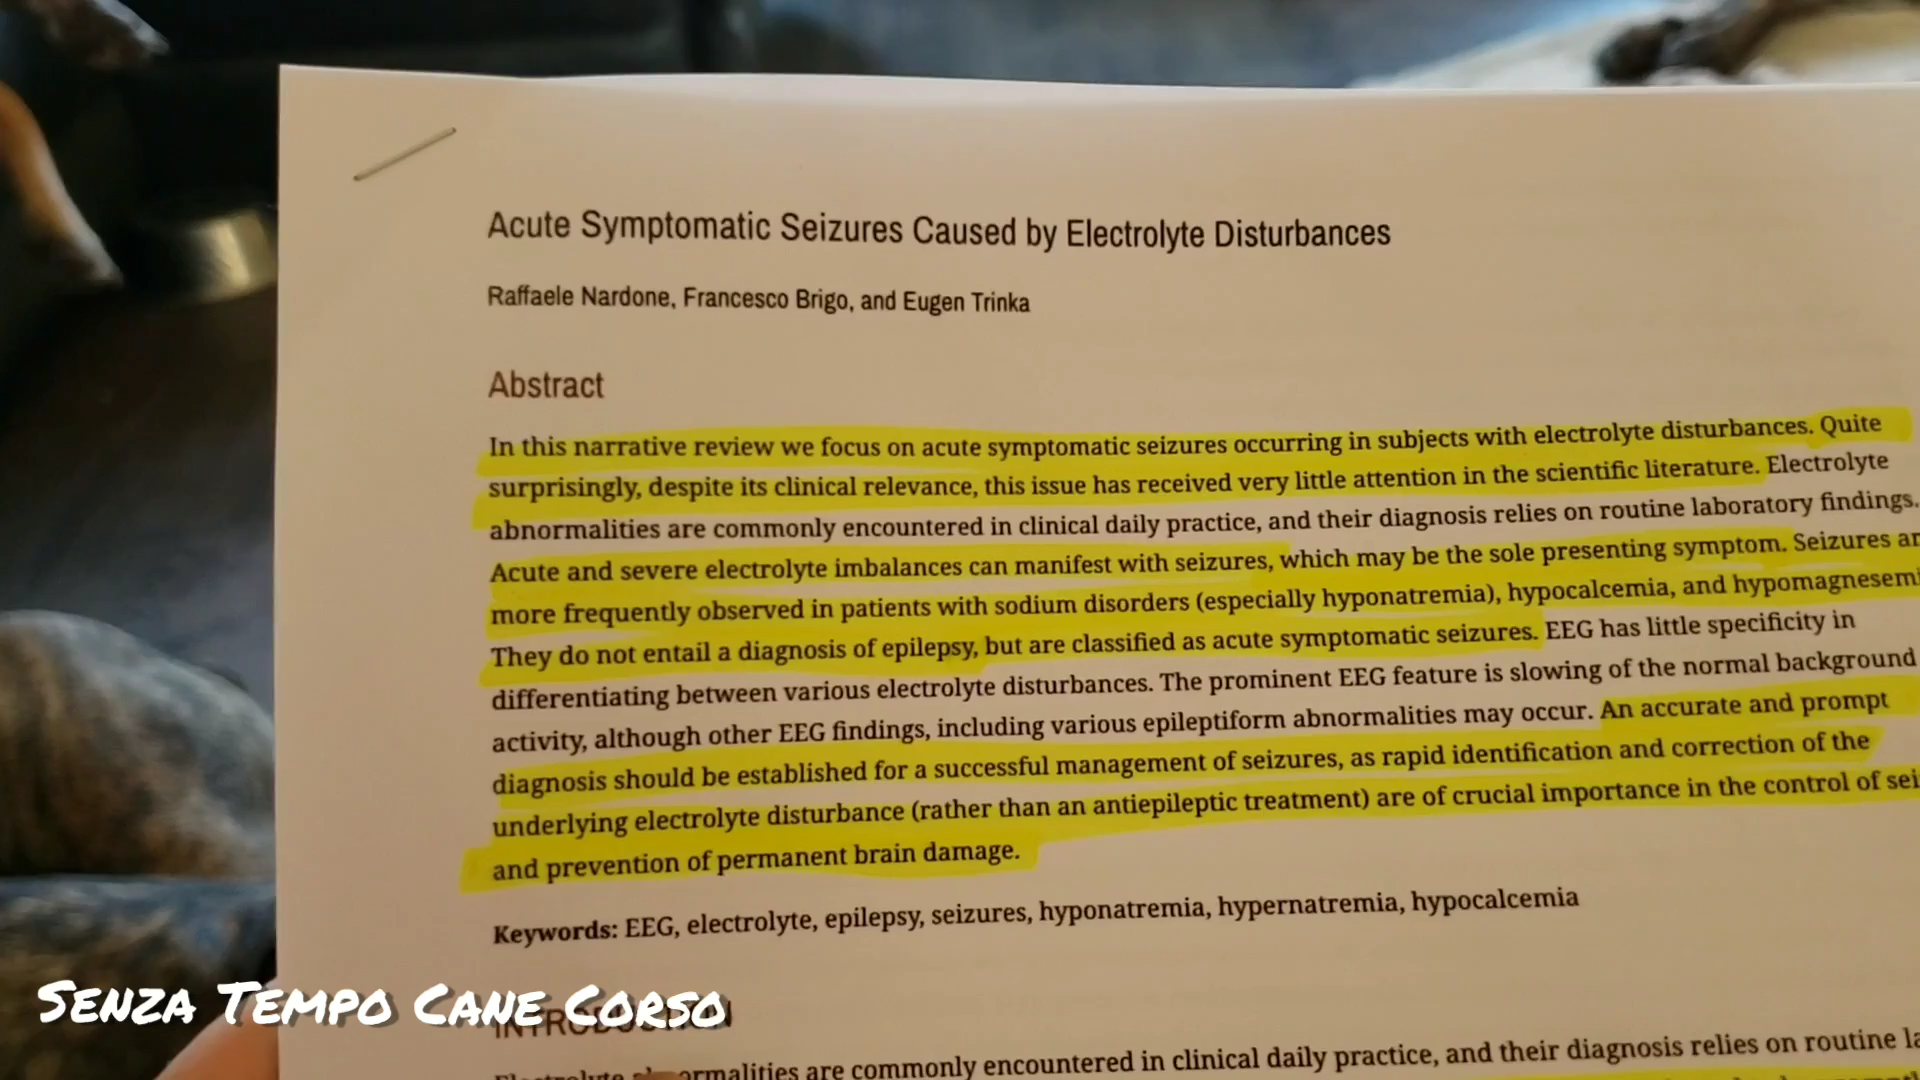 Acute Symptomatic Seizures Caused by Electrolyte Disturbances
Raffaele Nardone, Francesco Brigo, and Eugen Trinka
Abstract
In this narrative review we focus on acute symptomatic seizures occurring in subjects with electrolyte disturbances. Quite
surprisingly, despite its clinical relevance, this issue has received very little attention in the scientific literature. Electrolyte
abnormalities are commonly encountered in clinical daily practice, and their diagnosis relies on routine laboratory findings.
Acute and severe electrolyte imbalances can manifest with seizures, which may be the sole presenting symptom. Seizures
more frequently observed in patients with sodium disorders (especially hyponatremia), hypocalcemia, and
They do not entail a diagnosis of epilepsy, but are classified as acute symptomatic seizures. EEG has little specificity in
differentiating between various electrolyte disturbances. The prominent EEG feature is slowing of the normal background
activity, although other EEG findings, including various epileptiform abnormalities may occur. An accurate and prompt
diagnosis should be established for a successful management of seizures, as rapid identification and correction of the
underlying electrolyte disturbance (rather than an antiepileptic treatment) are of crucial importance in the control of
and prevention of permanent brain damage.
Keywords: EEG, electrolyte, epilepsy, seizures, hyponatremia, hypernatremia, hypocalcemia
INTRODUCTION
Senza Tempo Cane Corso
are commonly encountered in clinical daily practice, and their diagnosis relies on routine